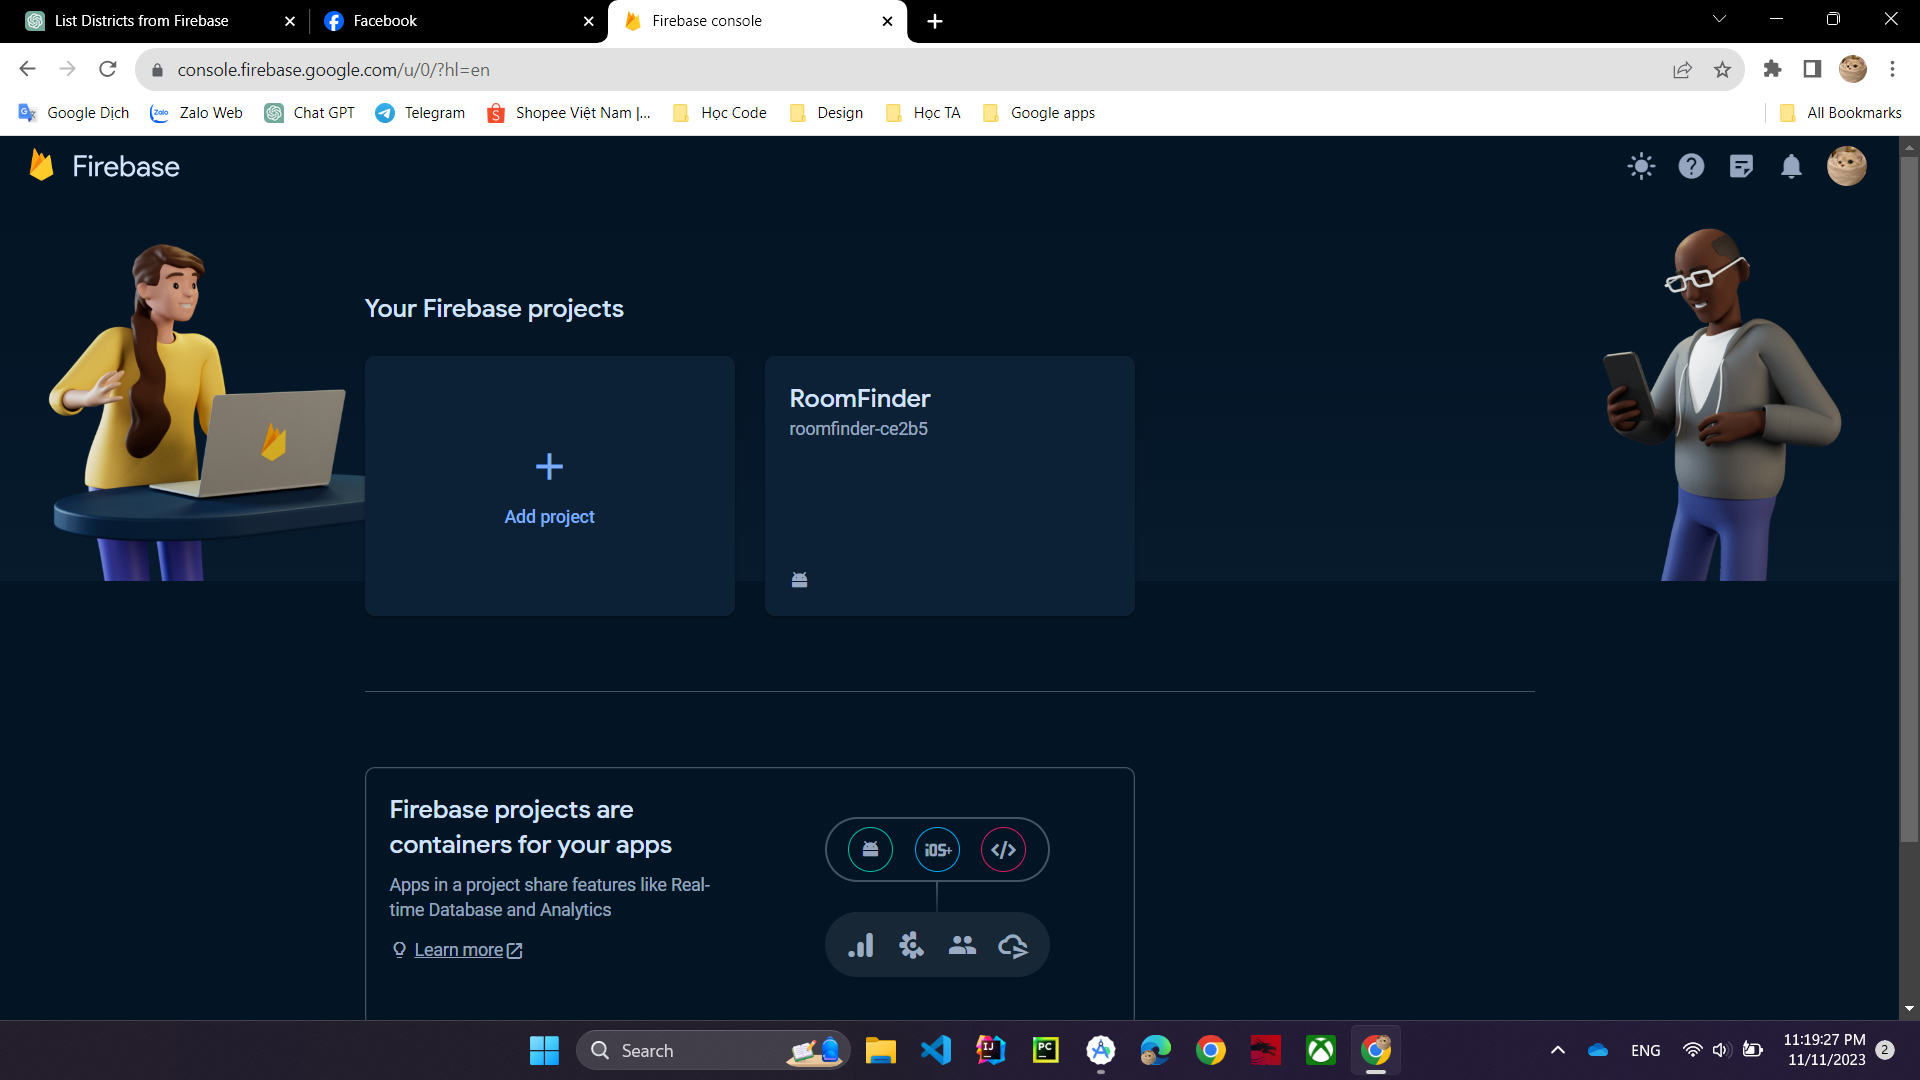 List Districts from Firebase
Facebook
Firebase console
console.firebase.google.com/u/0/?hl=en
Google Dịch
Zalo Web
Chat GPT
Telegram
Shopee Việt Nam |...
Học Code
Design
Học TA
Google apps
All Bookmarks
Firebase
Your Firebase projects
Add project
RoomFinder
roomfinder-ce2b5
Firebase projects are
containers for your apps
Apps in a project share features like Real-
time Database and Analytics
Learn more
iOS+
Search
ENG
11:19:27 PM
11/11/2023
2